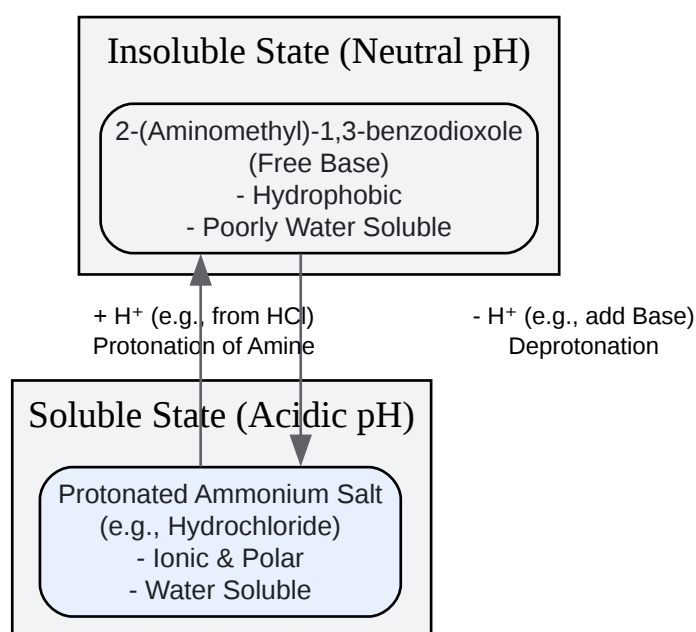 Insoluble State (Neutral pH)
2-(Aminomethyl)-1,3-benzodioxole
(Free Base)
- Hydrophobic
- Poorly Water Soluble
+ H⁺ (e.g., from HCl)
Protonation of Amine
- H⁺ (e.g., add Base)
Deprotonation
Soluble State (Acidic pH)
Protonated Ammonium Salt
(e.g., Hydrochloride)
- Ionic & Polar
- Water Soluble